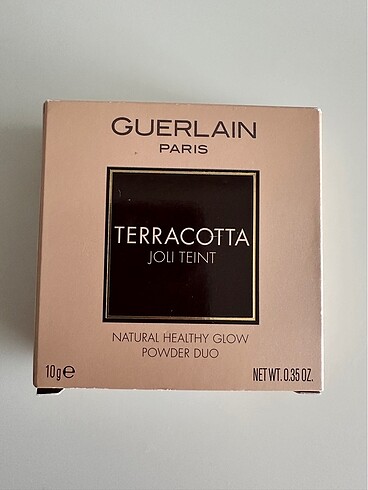 GUERLAIN
PARIS
TERRACOTTA
JOLI TEINT
NATURAL HEALTHY GLOW
POWDER DUO
10g℮ NET WT. 0.35 OZ.